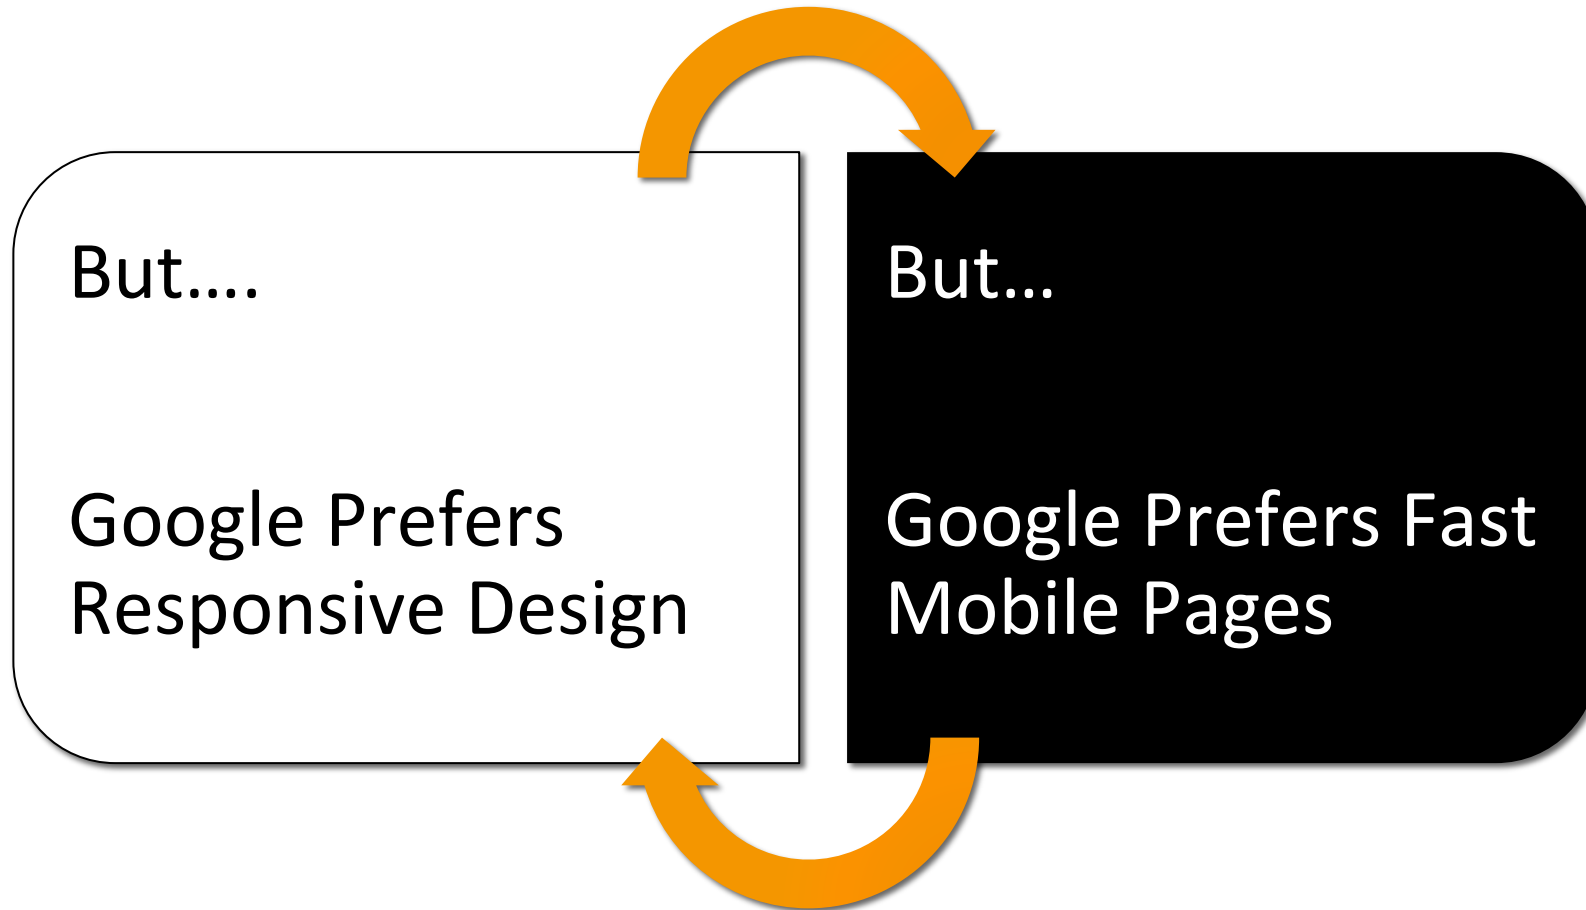 But....
Google Prefers
Responsive Design
But...
Google Prefers Fast
Mobile Pages